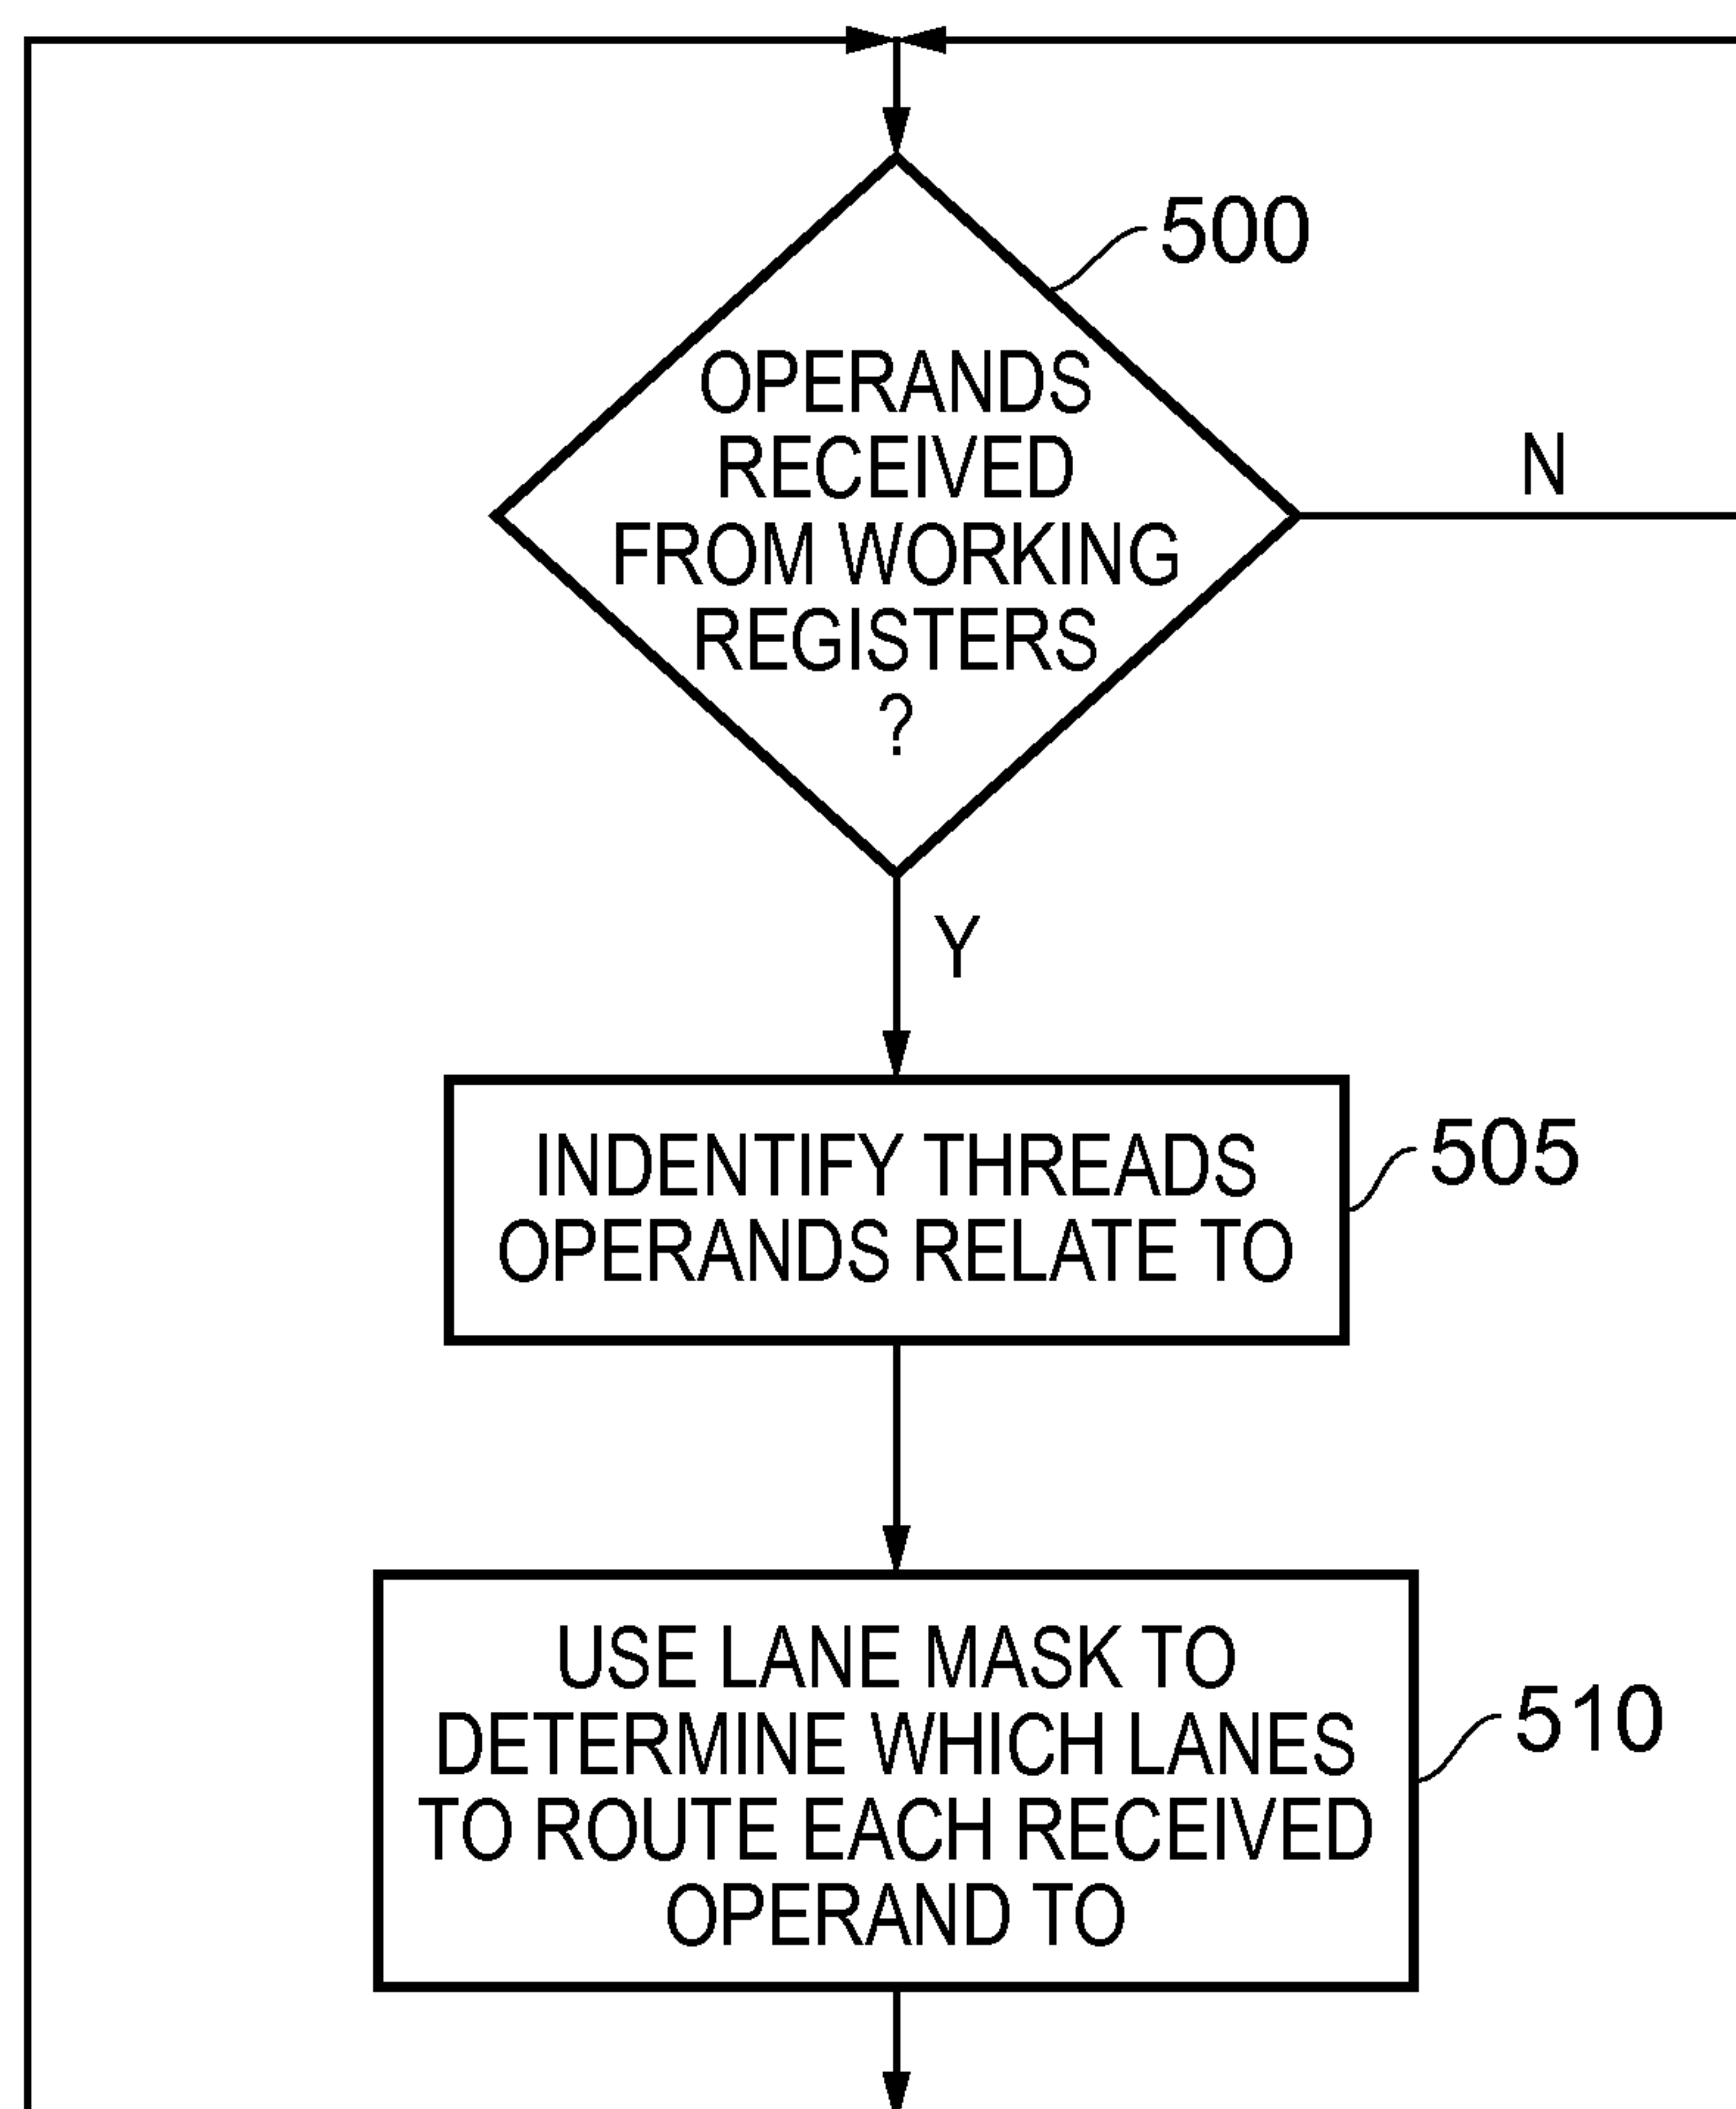 500
OPERANDS
RECEIVED
FROM WORKING
REGISTERS
?
N
Y
INDENTIFY THREADS
OPERANDS RELATE TO
505
USE LANE MASK TO
DETERMINE WHICH LANES
TO ROUTE EACH RECEIVED
OPERAND TO
510